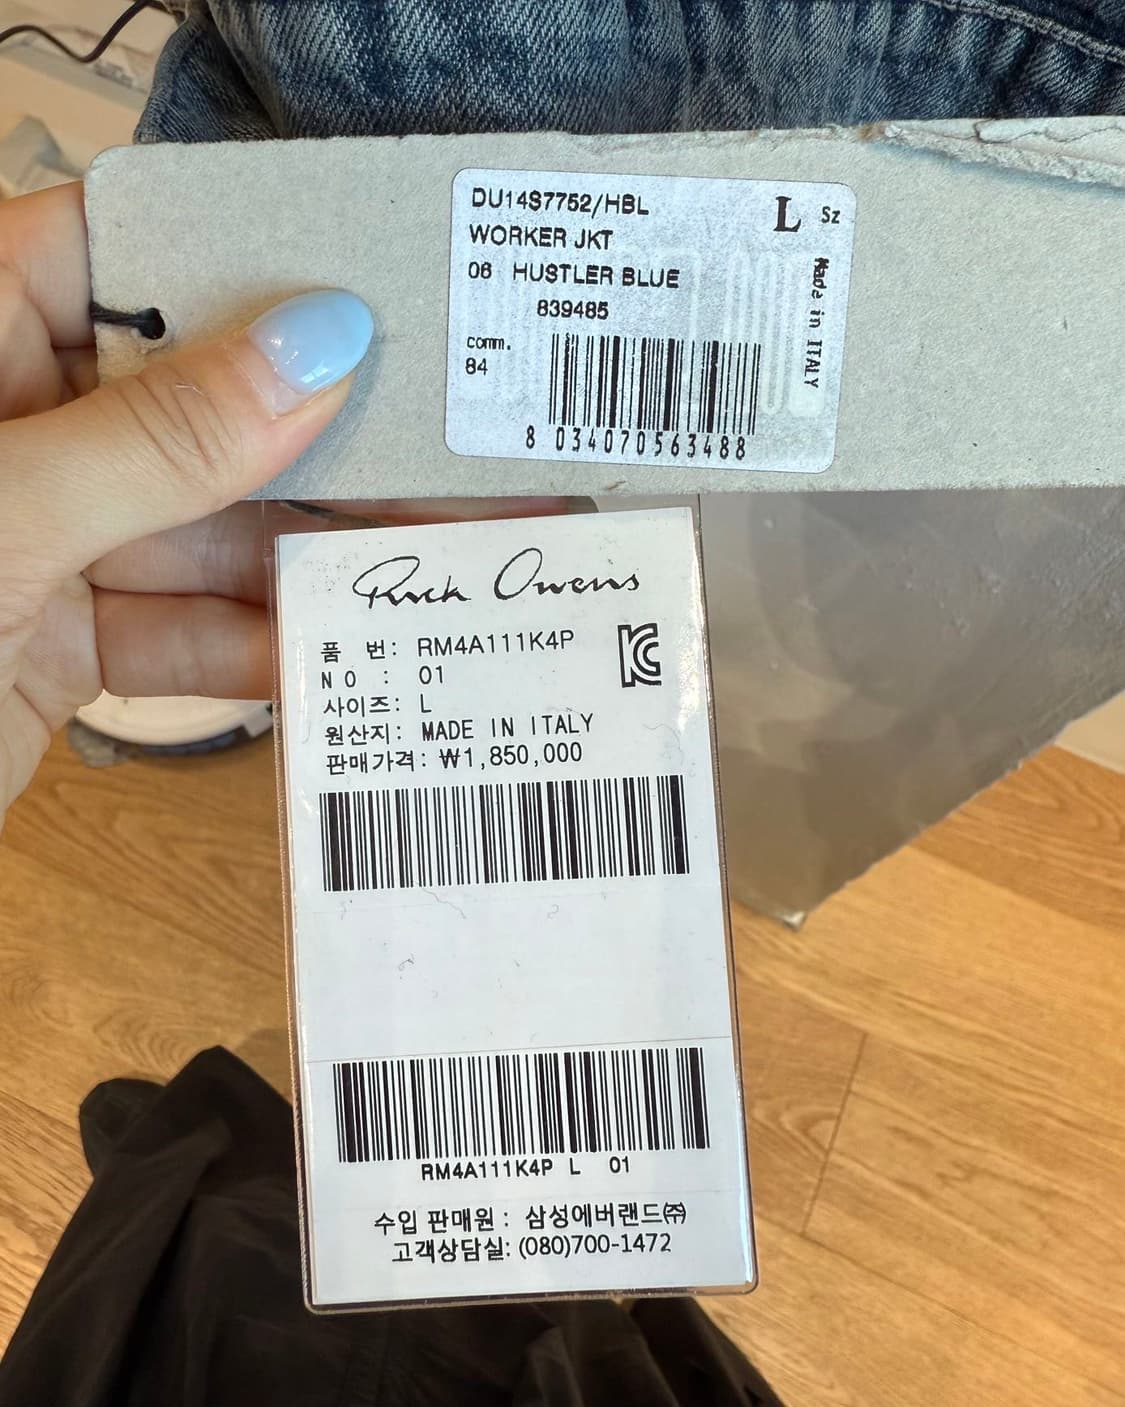 DU14S7752/HBL L Sz
WORKER JKT
06 HUSTLER BLUE
839485
comm.
84
Made in ITALY
8 034070563488
Rick Owens
품 번: RM4A111K4P
NO : 01
사이즈: L
원산지: MADE IN ITALY
판매가격: ₩1,850,000
RM4A111K4P L 01
수입 판매원 : 삼성에버랜드㈜
고객상담실: (080)700-1472